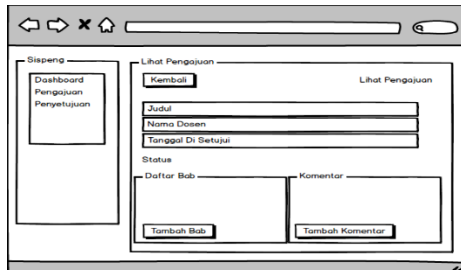 Sispeng
Dashboard
Pengajuan
Penyetujuan
Lihat Pengajuan
Kembali
Lihat Pengajuan
Judul
Nama Dosen
Tanggal Di Setujui
Status
Daftar Bab
Tambah Bab
Komentar
Tambah Komentar